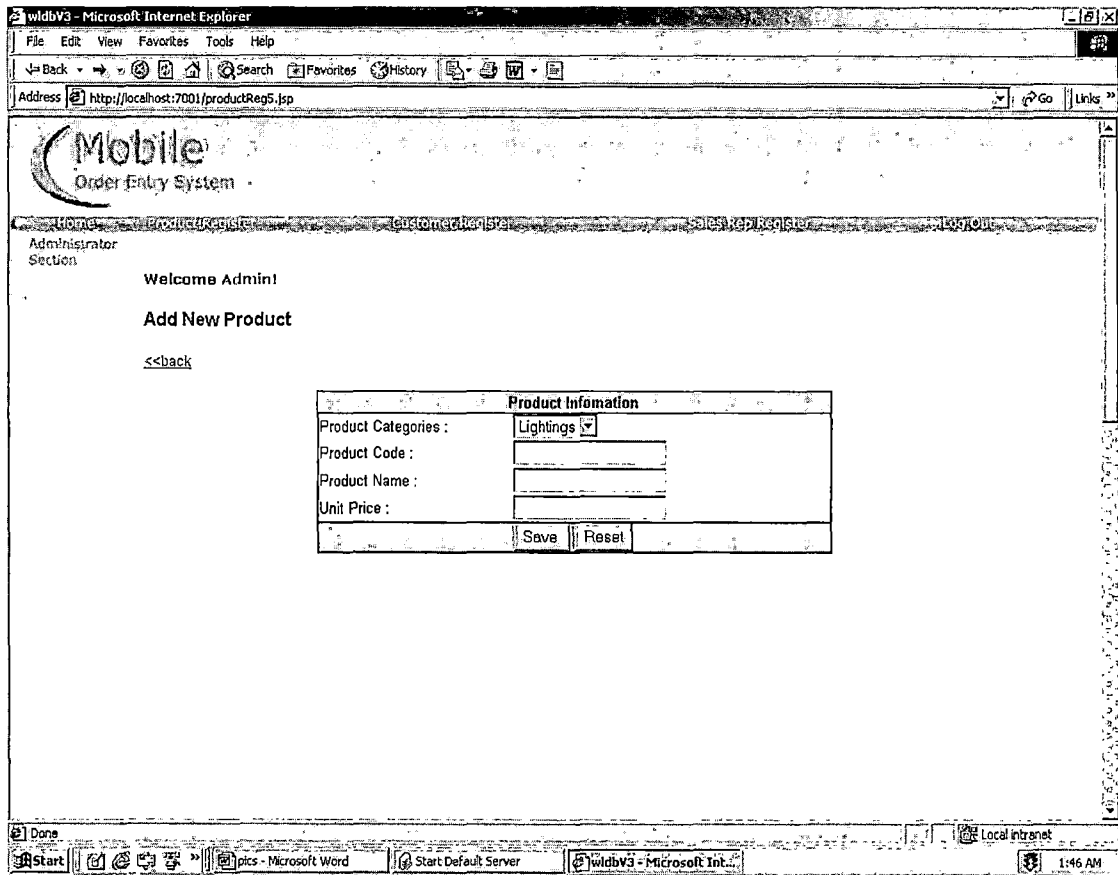 wldbV3 - Microsoft Internet Explorer
File Edit View Favorites Tools Help
Back Search Favorites History
Address http://localhost:7001/productReg5.jsp Go Links »
Mobile
Order Entry System
Home Product Register Customer Register Sales Rep Register Log Out
Administrator
Section
Welcome Admin!
Add New Product
<<back
Product Infomation
Product Categories : Lightings
Product Code :
Product Name :
Unit Price :
Save Reset
Done Local intranet
Start » pics - Microsoft Word Start Default Server wldbV3 - Microsoft Int... 1:46 AM